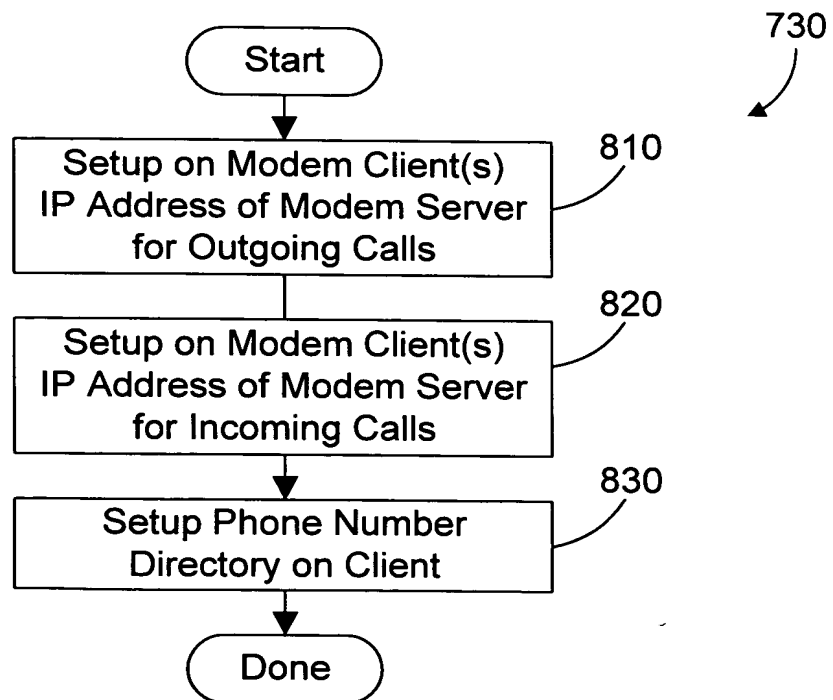 730
Start
810
Setup on Modem Client(s)
IP Address of Modem Server
for Outgoing Calls
820
Setup on Modem Client(s)
IP Address of Modem Server
for Incoming Calls
830
Setup Phone Number
Directory on Client
Done